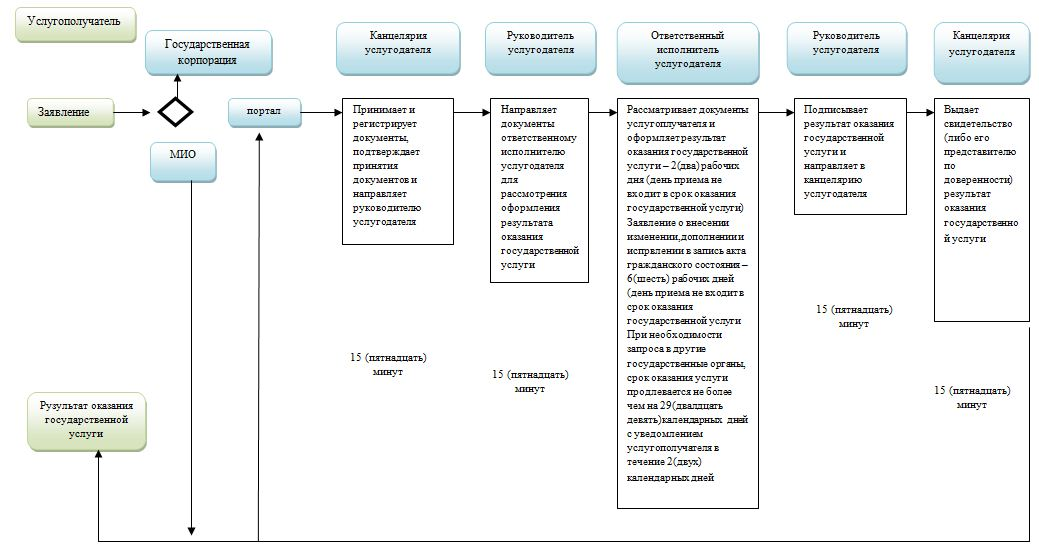 Услугополучатель
Государственная
корпорация
Канцелярия
услугодателя
Руководитель
услугодателя
Ответственный
исполнитель
услугодателя
Руководитель
услугодателя
Канцелярия
услугодателя
Заявление
МИО
портал
Принимает и
регистрирует
документы,
подтверждает
принятия
документов и
направляет
руководителю
услугодателя
Направляет
документы
ответственному
исполнителю
услугодателя
для
рассмотрения
оформления
результата
оказания
государственной
услуги
Рассматривает документы
услугоплучателя и
оформляет результат
оказания государственной
услуги – 2(два) рабочих
дня (день приема не
входит в срок оказания
государственной услуги)
Заявление о внесении
изменении, дополнении и
испрвлении в запись акта
гражданского состояния –
6(шесть) рабочих дней
(день приема не входит в
срок оказания
государственной услуги
При необходимости
запроса в другие
государственные органы,
срок оказания услуги
продлевается не более
чем на 29(двалдцать
девять)календарных дней
с уведомлением
услугополучателя в
течение 2(двух)
календарных дней
Подписывает
результат оказания
государственной
услуги и
направляет в
канцелярию
услугодателя
Выдает
свидетельство
(либо его
представителю
по
доверенности)
результат
оказания
государственно
й услуги
15 (пятнадцать)
минут
15 (пятнадцать)
минут
15 (пятнадцать)
минут
15 (пятнадцать)
минут
Рузультат оказания
государственной
услуги